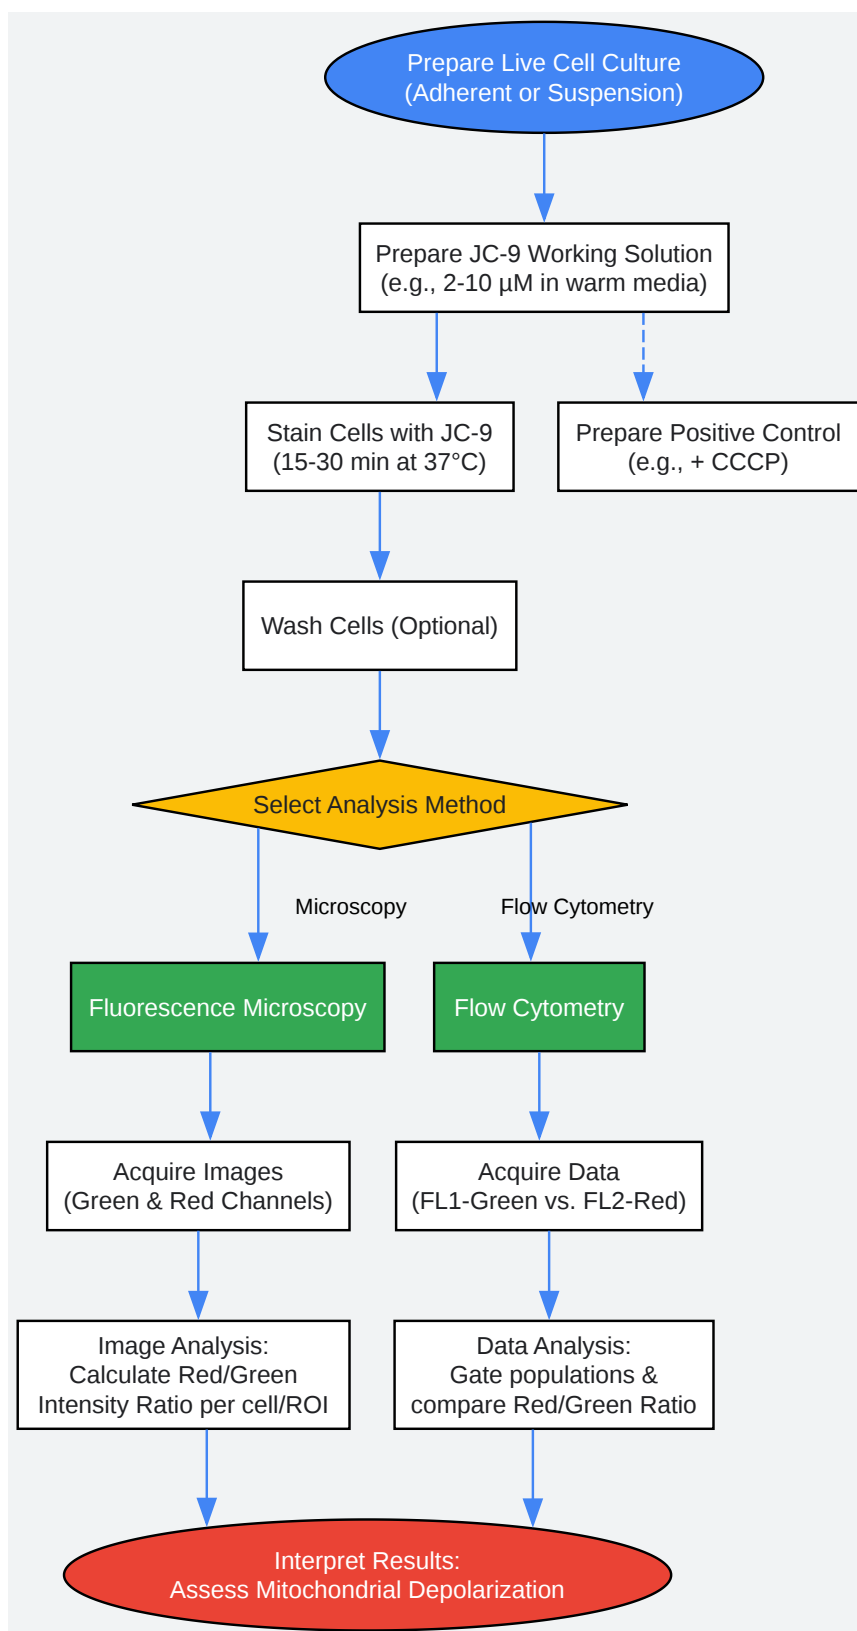 Prepare Live Cell Culture
(Adherent or Suspension)
Prepare JC-9 Working Solution
(e.g., 2-10 µM in warm media)
Stain Cells with JC-9
(15-30 min at 37°C)
Prepare Positive Control
(e.g., + CCCP)
Wash Cells (Optional)
Select Analysis Method
Microscopy
Flow Cytometry
Fluorescence Microscopy
Flow Cytometry
Acquire Images
(Green & Red Channels)
Acquire Data
(FL1-Green vs. FL2-Red)
Image Analysis:
Calculate Red/Green
Intensity Ratio per cell/ROI
Data Analysis:
Gate populations &
compare Red/Green Ratio
Interpret Results:
Assess Mitochondrial Depolarization